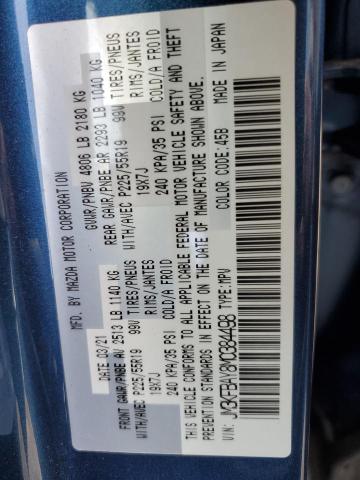 MFD. BY MAZDA MOTOR CORPORATION
DATE: 03/21 GVWR/PNBV 4806 LB 2180 KG
FRONT GAWR/PNBE AV 2513 LB 1140 KG REAR GAWR/PNBE AR 2293 LB 1040 KG
WITH/AVEC P225/55R19 99V TIRES/PNEUS WITH/AVEC P225/55R19 99V TIRES/PNEUS
19X7J RIMS/JANTES 19X7J RIMS/JANTES
240 KPA/35 PSI COLD/A FROID 240 KPA/35 PSI COLD/A FROID
THIS VEHICLE CONFORMS TO ALL APPLICABLE FEDERAL MOTOR VEHICLE SAFETY AND THEFT
PREVENTION STANDARDS IN EFFECT ON THE DATE OF MANUFACTURE SHOWN ABOVE.
VIN: TYPE: MPV COLOR CODE: 45B MADE IN JAPAN